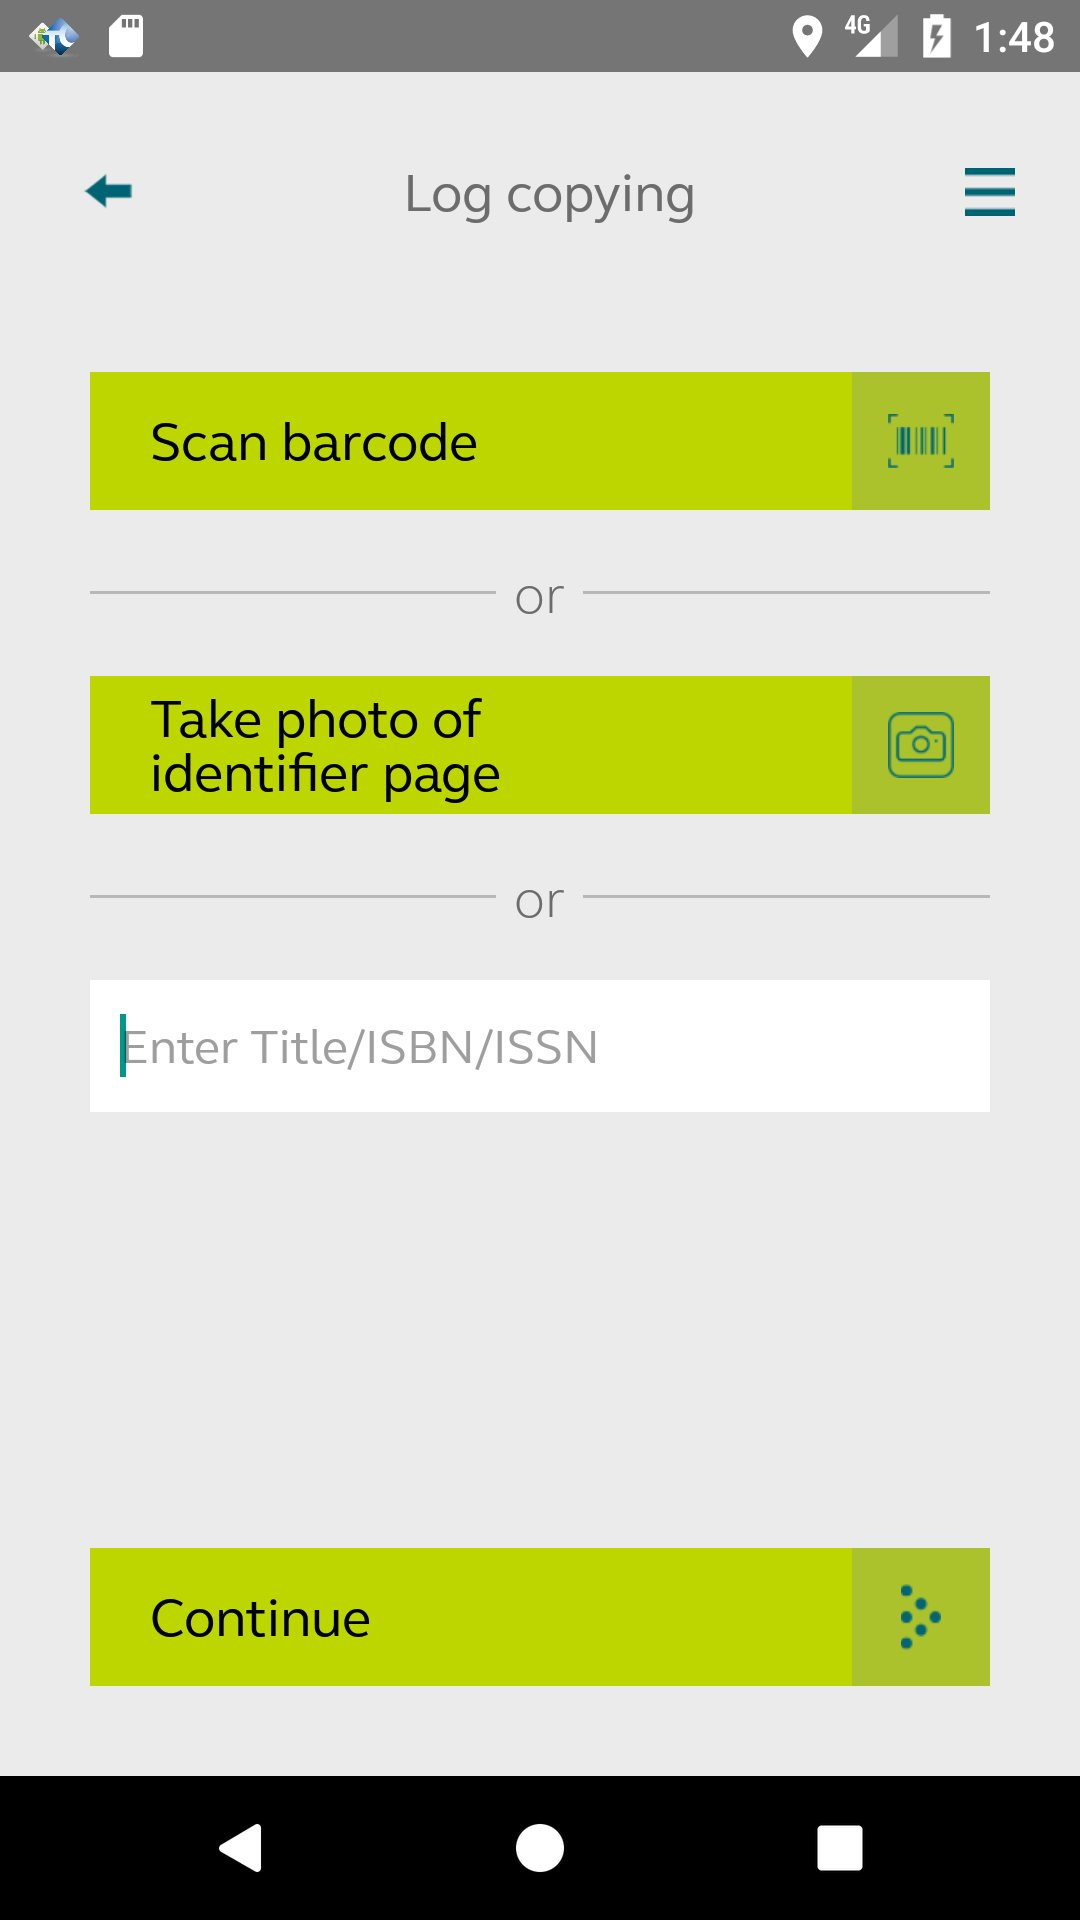 4G 1:48
Log copying
Scan barcode
or
Take photo of
identifier page
or
Enter Title/ISBN/ISSN
Continue